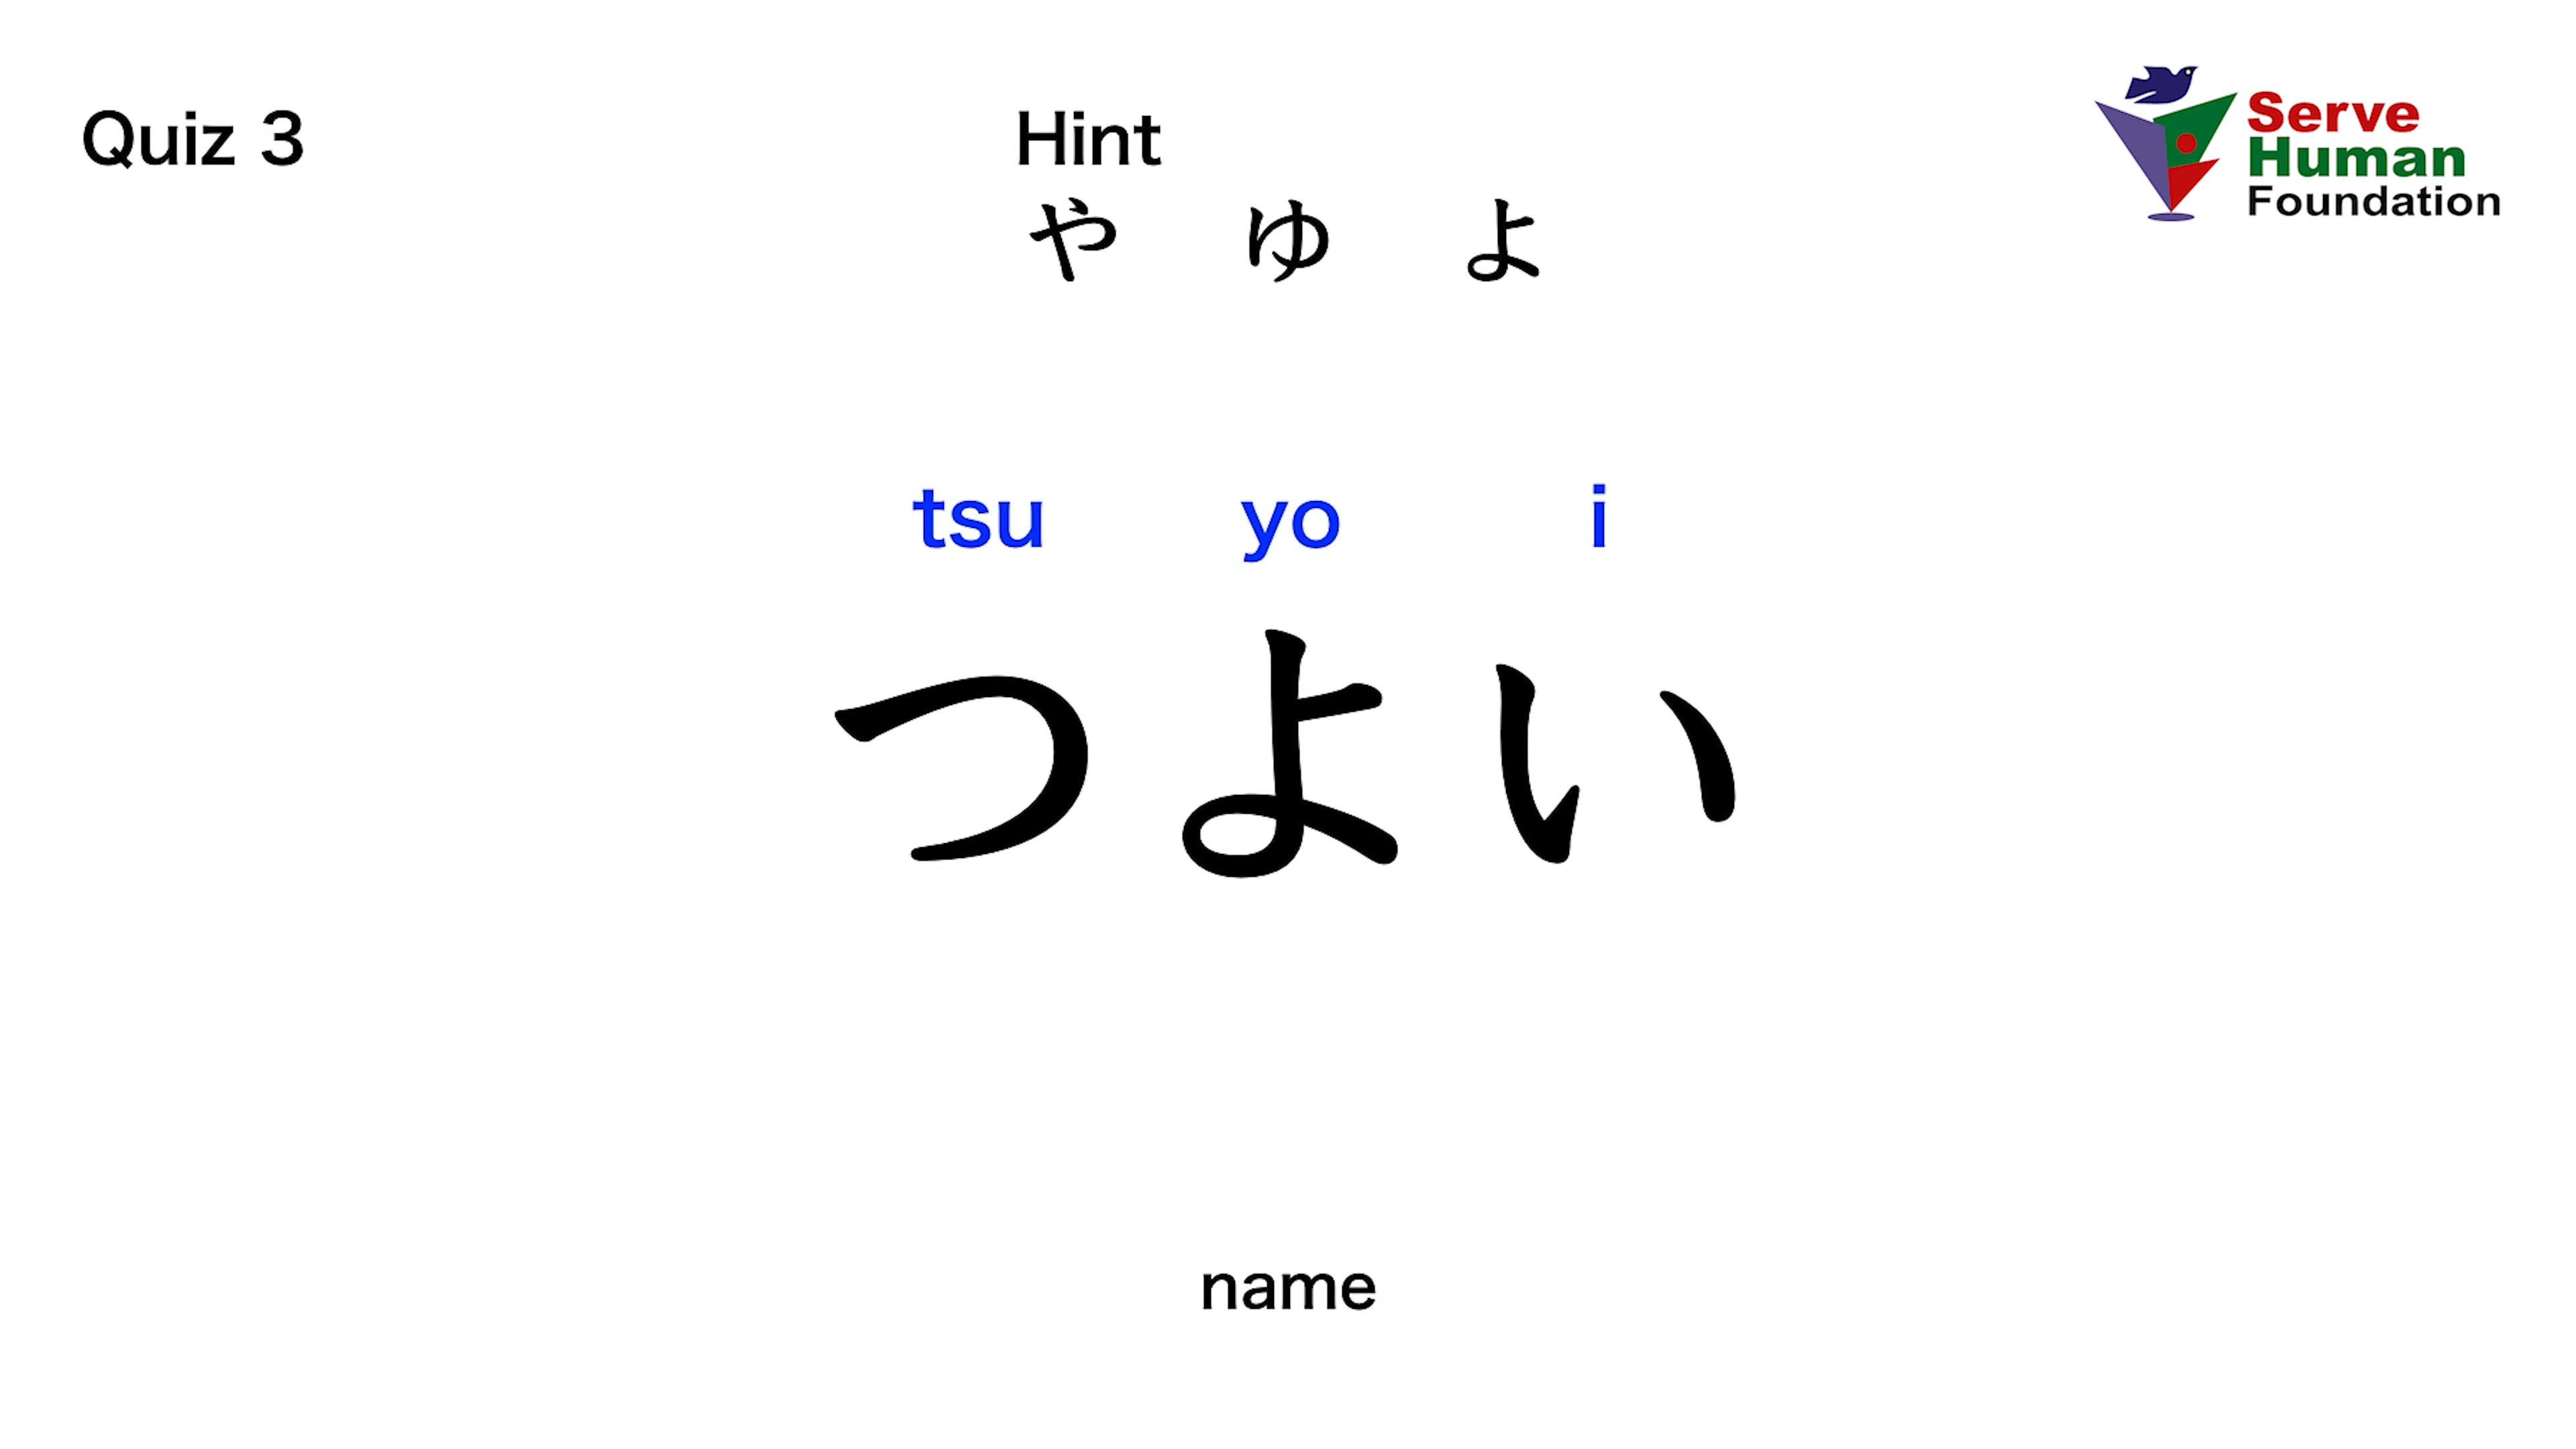 Quiz 3
Hint
や ゆ よ
Serve
Human
Foundation
tsu yo i
つよい
name